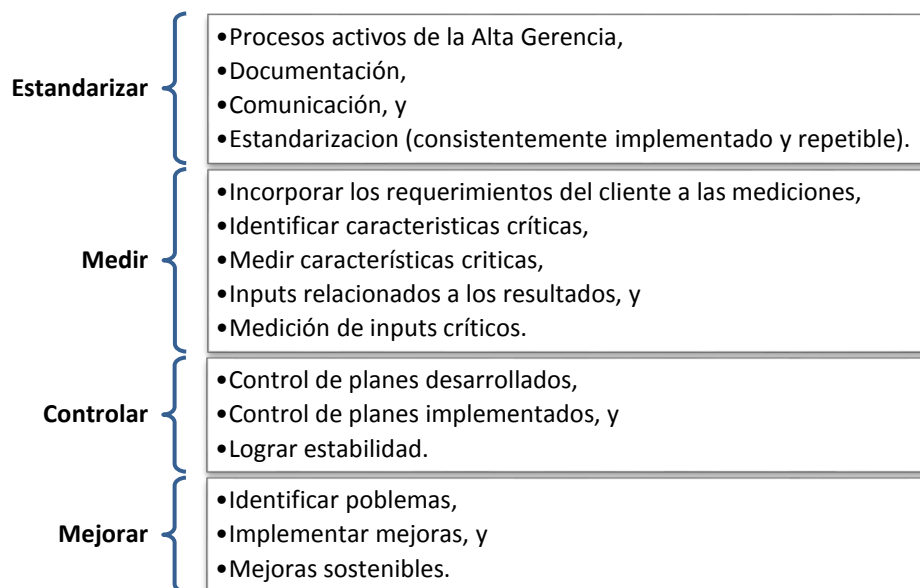 Estandarizar
•Procesos activos de la Alta Gerencia,
•Documentación,
•Comunicación, y
•Estandarizacion (consistentemente implementado y repetible).
Medir
•Incorporar los requerimientos del cliente a las mediciones,
•Identificar caracteristicas críticas,
•Medir característícas criticas,
•Inputs relacionados a los resultados, y
•Medición de inputs críticos.
Controlar
•Control de planes desarrollados,
•Control de planes implementados, y
•Lograr estabilidad.
Mejorar
•Identificar poblemas,
•Implementar mejoras, y
•Mejoras sostenibles.